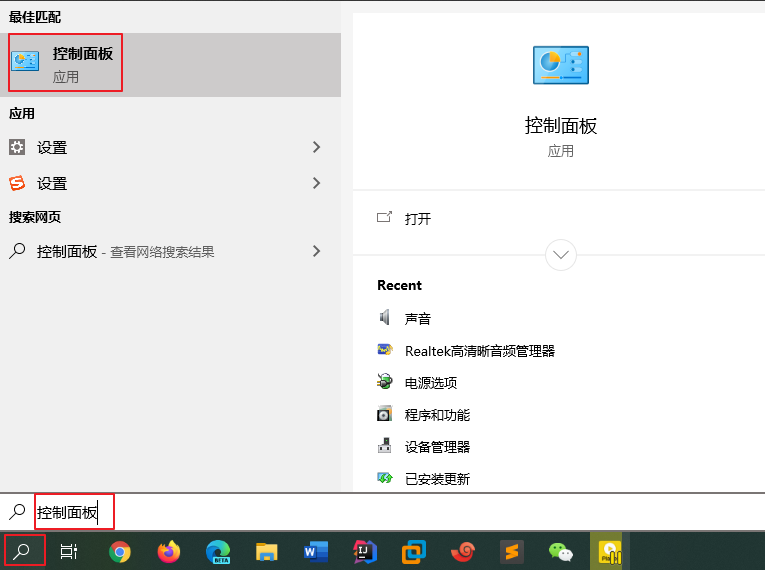 最佳匹配
控制面板
应用
应用
设置
设置
搜索网页
控制面板 - 查看网络搜索结果
控制面板
应用
打开
Recent
声音
Realtek高清晰音频管理器
电源选项
程序和功能
设备管理器
已安装更新
控制面板
BETA
W
IJ
S